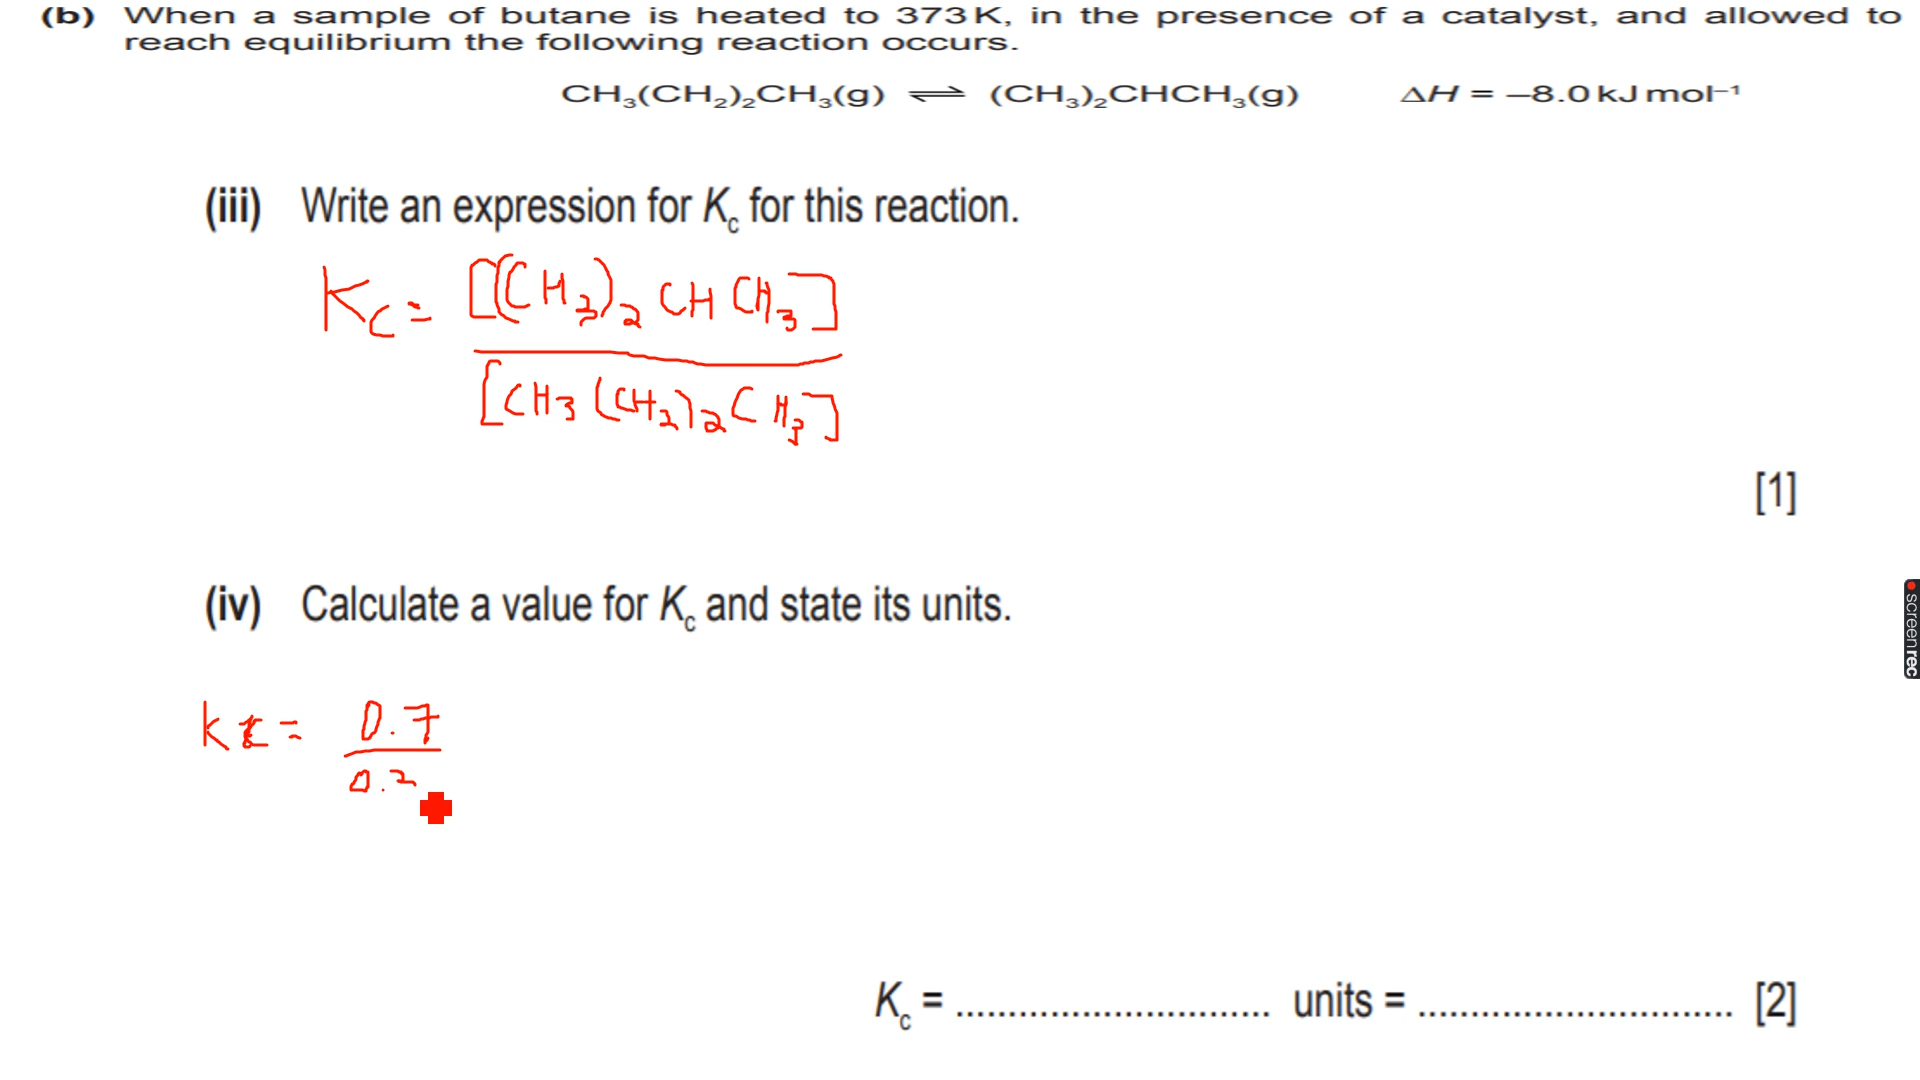 (b) When a sample of butane is heated to 373 K, in the presence of a catalyst, and allowed to
reach equilibrium the following reaction occurs.
CH₃(CH₂)₂CH₃(g) ⇌ (CH₃)₂CHCH₃(g) ΔH = –8.0 kJ mol⁻¹
(iii) Write an expression for Kc for this reaction.
Kc = [(CH₃)₂CHCH₃]
[CH₃(CH₂)₂CH₃]
[1]
(iv) Calculate a value for Kc and state its units.
Kc = 0.7
0.2
Kc = .............................. units = .............................. [2]
screenrec